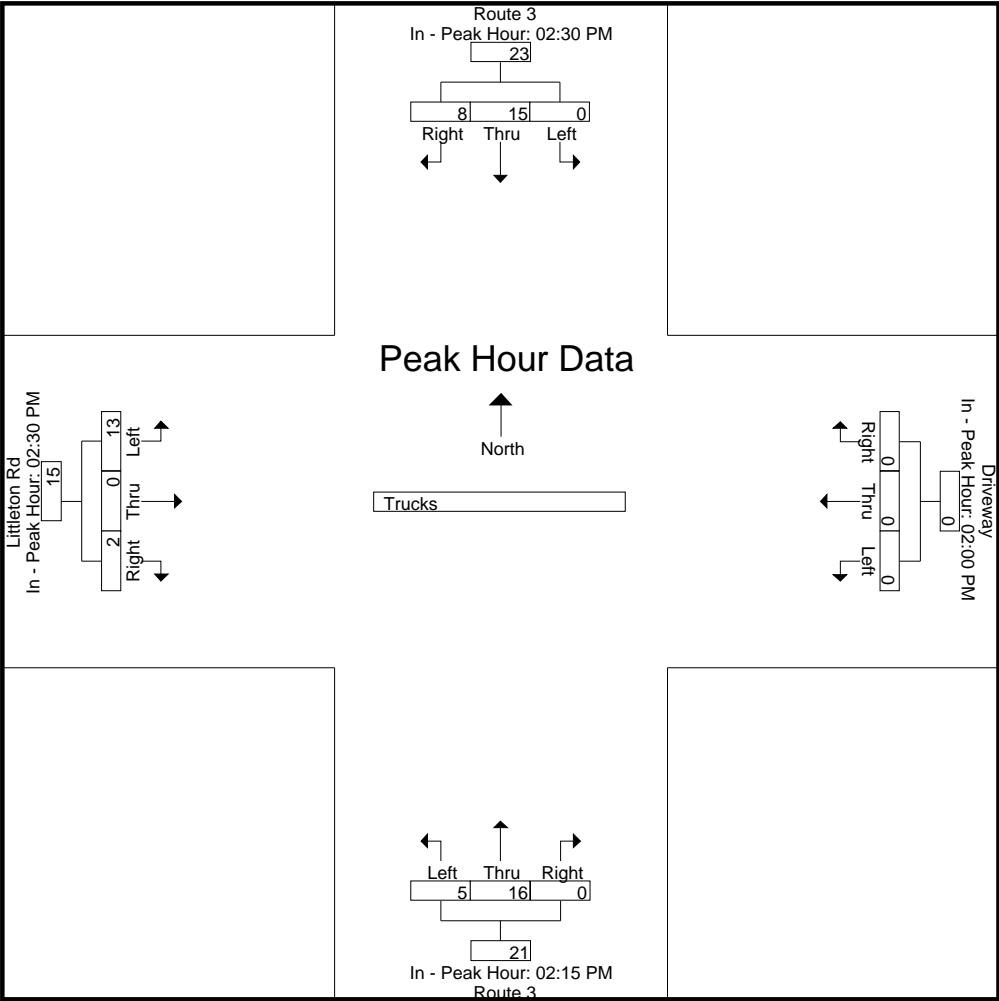 Route 3
In - Peak Hour: 02:30 PM
23
8 15 0
Right Thru Left
Peak Hour Data
North
Trucks
Littleton Rd
In - Peak Hour: 02:30 PM
15
13 0 2
Left Thru Right
Driveway
In - Peak Hour: 02:00 PM
0
0 0 0
Right Thru Left
Left Thru Right
5 16 0
21
In - Peak Hour: 02:15 PM
Route 3